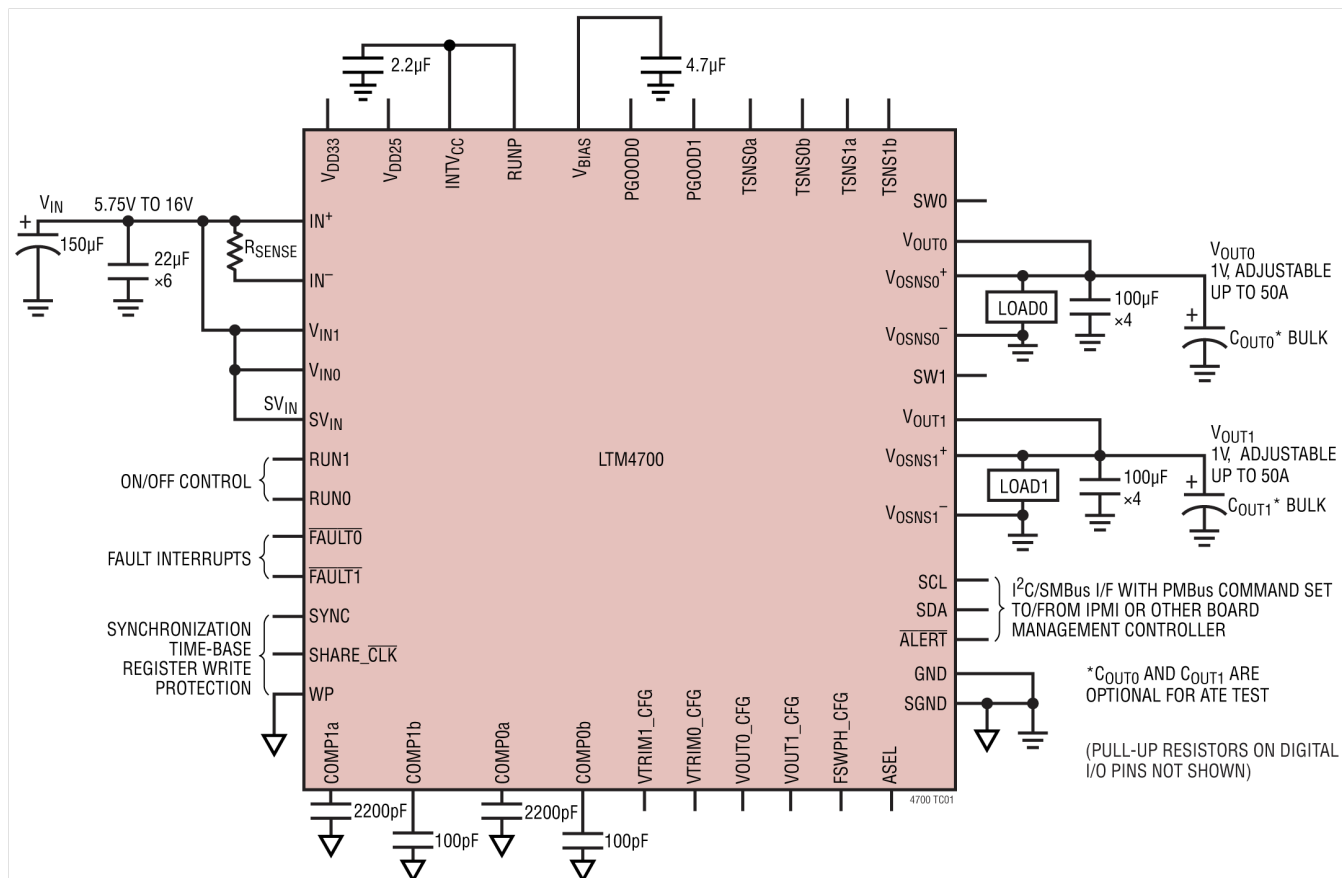 2.2µF
4.7µF
VDD33
VDD25
INTVCC
RUNP
VBIAS
PGOOD0
PGOOD1
TSNS0a
TSNS0b
TSNS1a
TSNS1b
VIN
5.75V TO 16V
+
150µF
22µF
×6
RSENSE
IN+
IN−
VIN1
VIN0
SVIN
SVIN
RUN1
RUN0
ON/OFF CONTROL
FAULT0
FAULT1
FAULT INTERRUPTS
SYNC
SHARE_CLK
WP
SYNCHRONIZATION
TIME-BASE
REGISTER WRITE
PROTECTION
LTM4700
SW0
VOUT0
VOSNS0+
VOSNS0−
LOAD0
100µF
×4
VOUT0
1V, ADJUSTABLE
UP TO 50A
+
COUT0* BULK
SW1
VOUT1
VOSNS1+
VOSNS1−
LOAD1
100µF
×4
VOUT1
1V, ADJUSTABLE
UP TO 50A
+
COUT1* BULK
SCL
SDA
ALERT
I2C/SMBus I/F WITH PMBus COMMAND SET
TO/FROM IPMI OR OTHER BOARD
MANAGEMENT CONTROLLER
GND
SGND
*COUT0 AND COUT1 ARE
OPTIONAL FOR ATE TEST
(PULL-UP RESISTORS ON DIGITAL
I/O PINS NOT SHOWN)
COMP1a
COMP1b
COMP0a
COMP0b
VTRIM1_CFG
VTRIM0_CFG
VOUT0_CFG
VOUT1_CFG
FSWPH_CFG
ASEL
4700 TC01
2200pF
100pF
2200pF
100pF